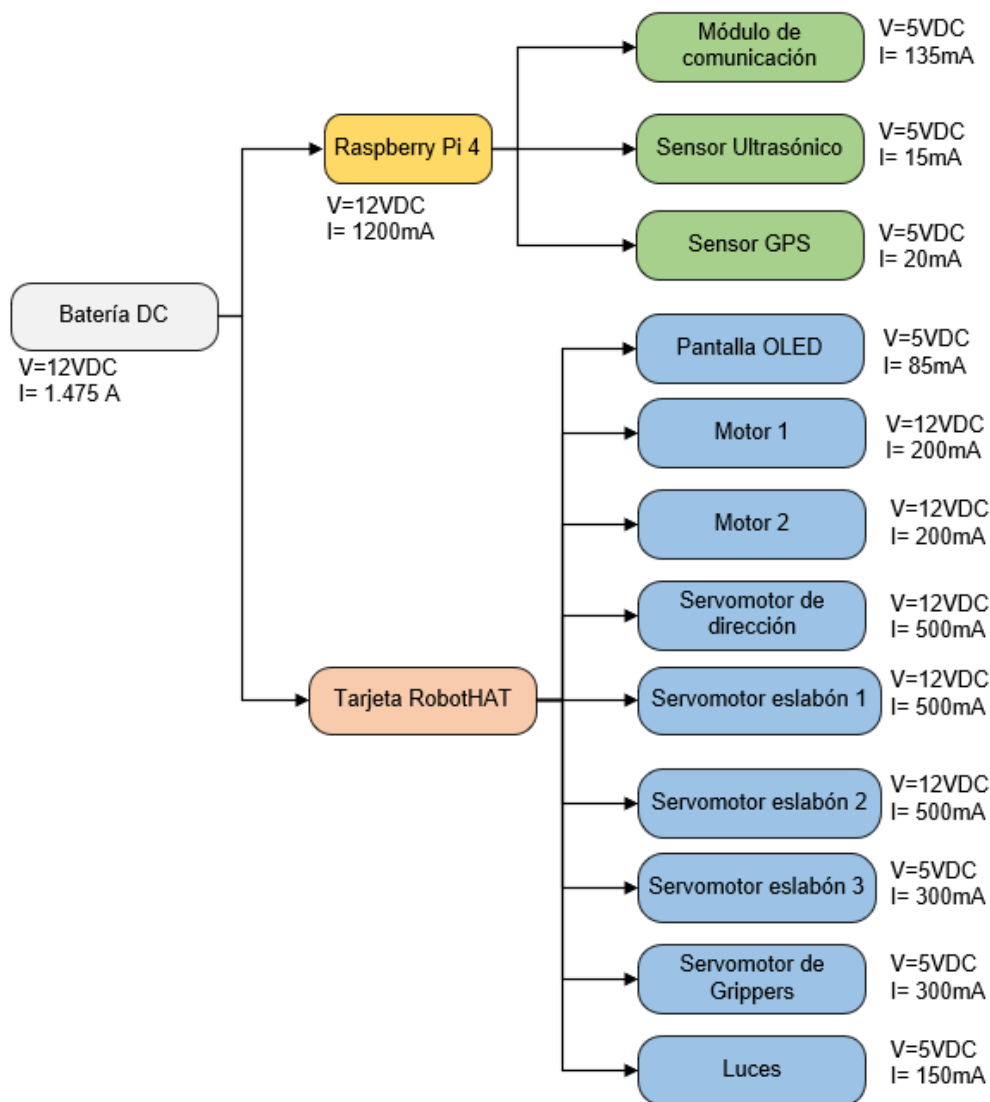 Módulo de
comunicación
V=5VDC
I= 135mA
Raspberry Pi 4
V=12VDC
I= 1200mA
Sensor Ultrasónico
V=5VDC
I= 15mA
Sensor GPS
V=5VDC
I= 20mA
Batería DC
V=12VDC
I= 1.475 A
Pantalla OLED
V=5VDC
I= 85mA
Motor 1
V=12VDC
I= 200mA
Motor 2
V=12VDC
I= 200mA
Servomotor de
dirección
V=12VDC
I= 500mA
Tarjeta RobotHAT
Servomotor eslabón 1
V=12VDC
I= 500mA
Servomotor eslabón 2
V=12VDC
I= 500mA
Servomotor eslabón 3
V=5VDC
I= 300mA
Servomotor de
Grippers
V=5VDC
I= 300mA
Luces
V=5VDC
I= 150mA